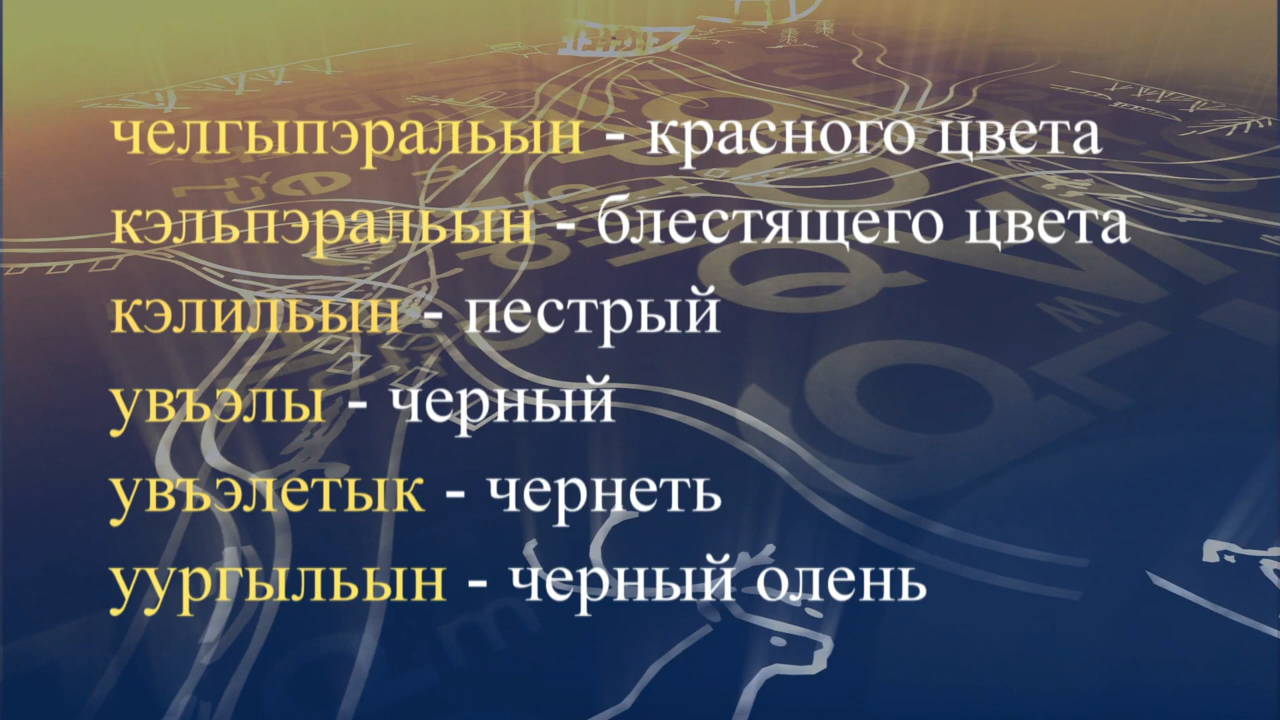 челгыпэральын - красного цвета
кэльпэральын - блестящего цвета
кэлильын - пестрый
увъэлы - черный
увъэлетык - чернеть
уургыльын - черный олень